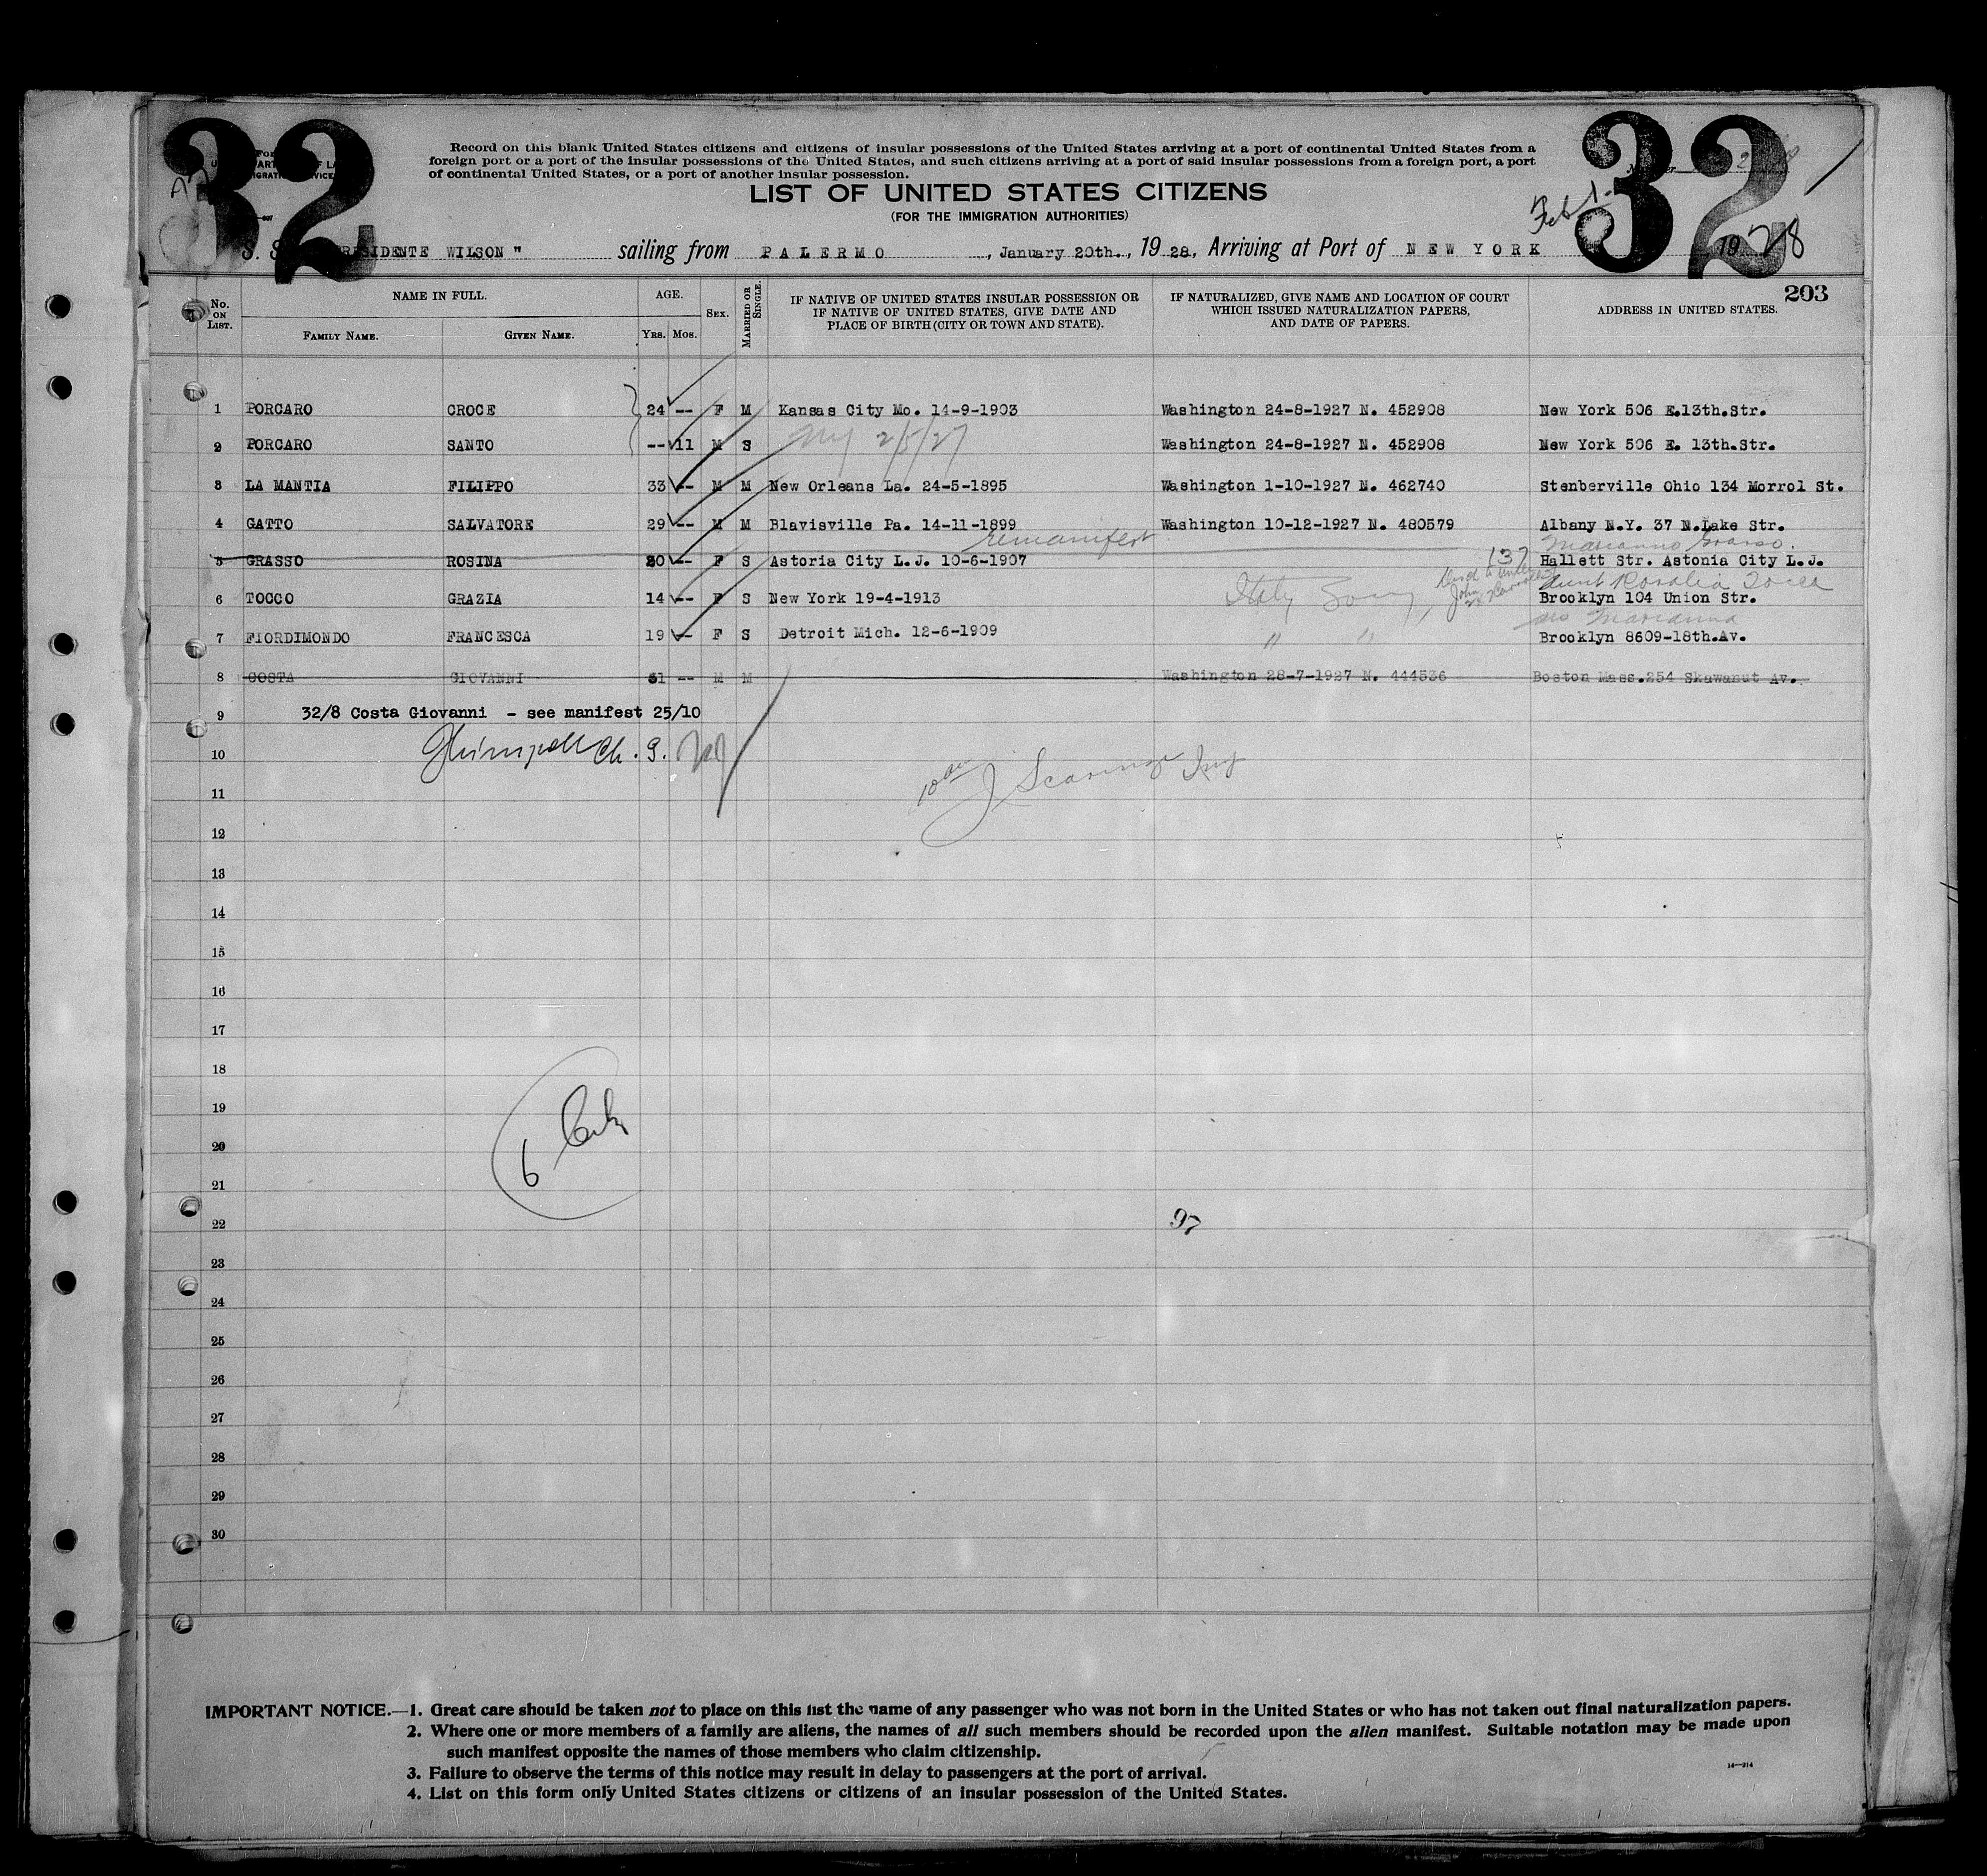 32
32
Record on this blank United States citizens and citizens of insular possessions of the United States arriving at a port of continental United States from a
foreign port or a port of the insular possessions of the United States, and such citizens arriving at a port of said insular possessions from a foreign port, a port
of continental United States, or a port of another insular possession.
LIST OF UNITED STATES CITIZENS
(FOR THE IMMIGRATION AUTHORITIES)
Feb 1-
S. S. RESIDENTE WILSON " sailing from PALERMO , January 20th., 1928, Arriving at Port of NEW YORK 1928
203
No. ON LIST. NAME IN FULL. FAMILY NAME. GIVEN NAME. AGE. Yrs. Mos. SEX. MARRIED OR SINGLE. IF NATIVE OF UNITED STATES INSULAR POSSESSION OR IF NATIVE OF UNITED STATES, GIVE DATE AND PLACE OF BIRTH (CITY OR TOWN AND STATE). IF NATURALIZED, GIVE NAME AND LOCATION OF COURT WHICH ISSUED NATURALIZATION PAPERS, AND DATE OF PAPERS. ADDRESS IN UNITED STATES.
1 PORCARO CROCE 24 -- F M Kansas City Mo. 14-9-1903 Washington 24-8-1927 N. 452908 New York 506 E.13th.Str.
2 PORCARO SANTO -- 11 M S NY 2/5/27 Washington 24-8-1927 N. 452908 New York 506 E. 13th.Str.
3 LA MANTIA FILIPPO 33 -- M M New Orleans La. 24-5-1895 Washington 1-10-1927 N. 462740 Stenberville Ohio 134 Morrol St.
4 GATTO SALVATORE 29 -- M M Blavisville Pa. 14-11-1899 Washington 10-12-1927 N. 480579 Albany N.Y. 37 N.Lake Str.
remanifest Marianno Grasso.
5 GRASSO ROSINA 20 -- F S Astoria City L.J. 10-6-1907 137 Hallett Str. Astonia City L.J.
Aunt Rosalia Tocco
6 TOCCO GRAZIA 14 -- F S New York 19-4-1913 Italy Brooklyn 104 Union Str.
Marianna
7 FIORDIMONDO FRANCESCA 19 -- F S Detroit Mich. 12-6-1909 " " Brooklyn 8609-18th.Av.
8 COSTA GIOVANNI 51 -- M M Washington 28-7-1927 N. 444536 Boston Mass.254 Skawanut Av.
9 32/8 Costa Giovanni - see manifest 25/10
10
11
12
13
14
15
16
17
18
19
20
21
22 97
23
24
25
26
27
28
29
30
6
IMPORTANT NOTICE.—1. Great care should be taken not to place on this list the name of any passenger who was not born in the United States or who has not taken out final naturalization papers.
2. Where one or more members of a family are aliens, the names of all such members should be recorded upon the alien manifest. Suitable notation may be made upon
such manifest opposite the names of those members who claim citizenship.
3. Failure to observe the terms of this notice may result in delay to passengers at the port of arrival.
4. List on this form only United States citizens or citizens of an insular possession of the United States.
14—214